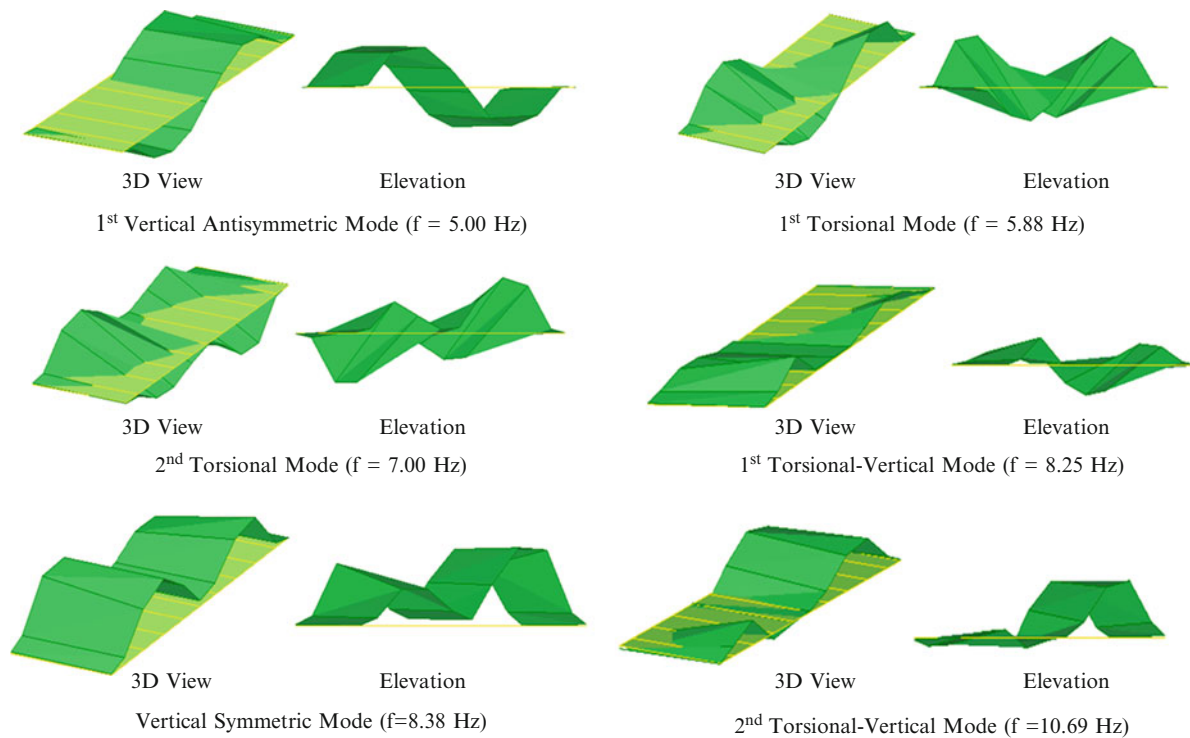 3D View Elevation 3D View Elevation
1st Vertical Antisymmetric Mode (f = 5.00 Hz) 1st Torsional Mode (f = 5.88 Hz)
3D View Elevation 3D View Elevation
2nd Torsional Mode (f = 7.00 Hz) 1st Torsional-Vertical Mode (f = 8.25 Hz)
3D View Elevation 3D View Elevation
Vertical Symmetric Mode (f=8.38 Hz) 2nd Torsional-Vertical Mode (f =10.69 Hz)